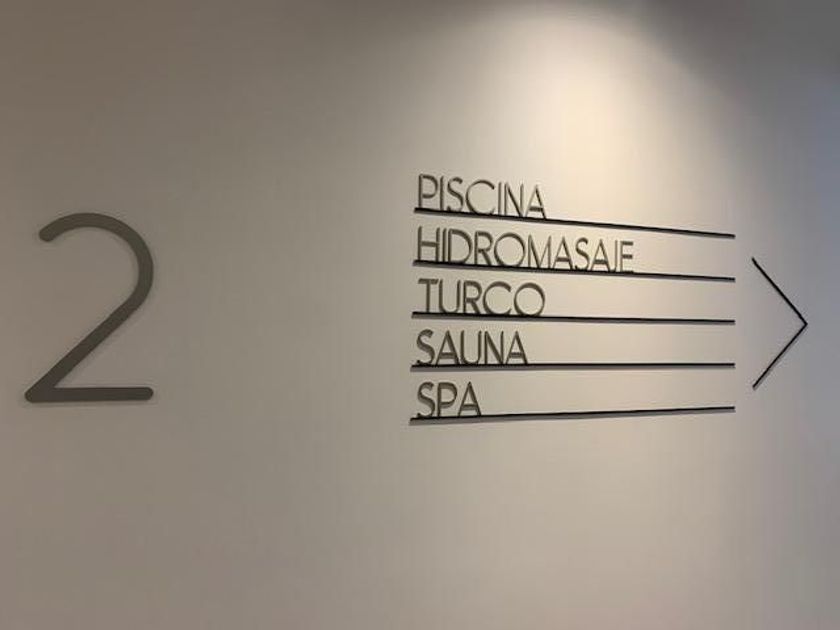 2
PISCINA
HIDROMASAJE
TURCO
SAUNA
SPA